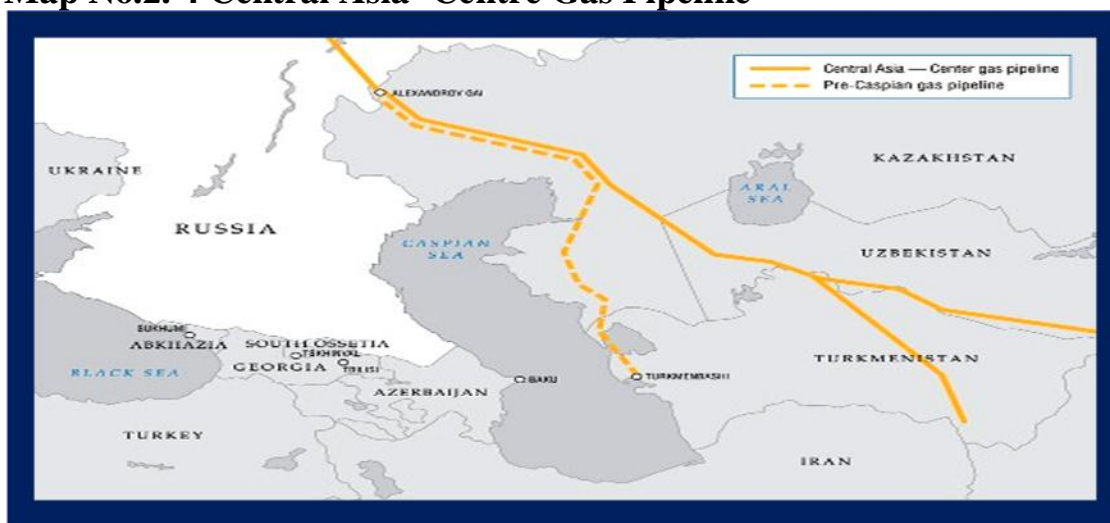 Map No.2. 4 Central Asia- Centre Gas Pipeline
Central Asia — Center gas pipeline
Pre-Caspian gas pipeline
ALEXANDROV GAI
KAZAKHSTAN
UKRAINE
ARAL
SEA
RUSSIA
CASPIAN
SEA
UZBEKISTAN
SUKHUMI
ABKHAZIA
SOUTH OSSETIA
TSKHINVAL
GEORGIA
TBILISI
TURKMENISTAN
BLACK SEA
BAKU
TURKMENBASHI
AZERBAIJAN
TURKEY
IRAN